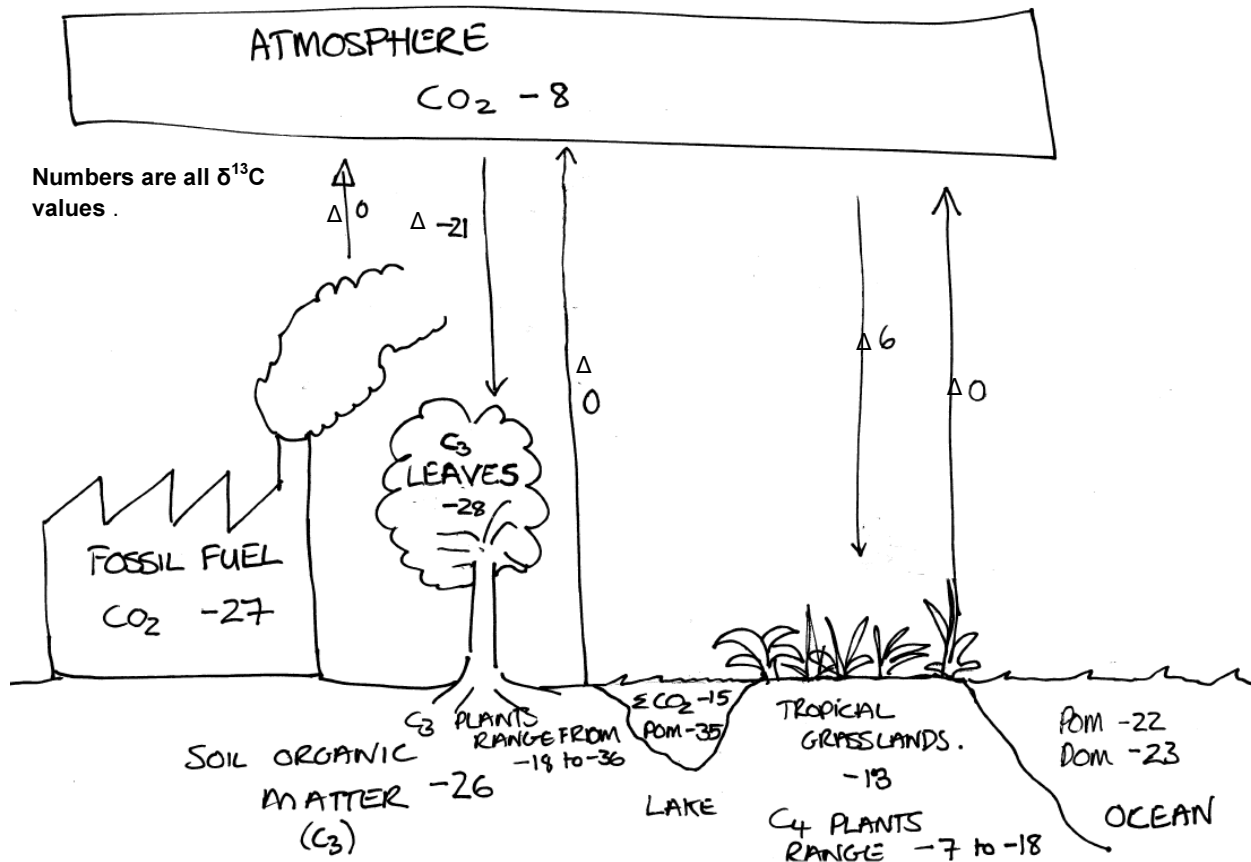 ATMOSPHERE
CO₂ -8
Numbers are all δ¹³C
values .
Δ 0
Δ -21
Δ
0
Δ 6
Δ 0
C₃
LEAVES
-28
FOSSIL FUEL
CO₂ -27
C₃ PLANTS
RANGE FROM
-18 to -36
SOIL ORGANIC
MATTER -26
(C₃)
ΣCO₂ -15
POM -35
LAKE
TROPICAL
GRASSLANDS.
-13
C₄ PLANTS
RANGE -7 to -18
POM -22
DOM -23
OCEAN